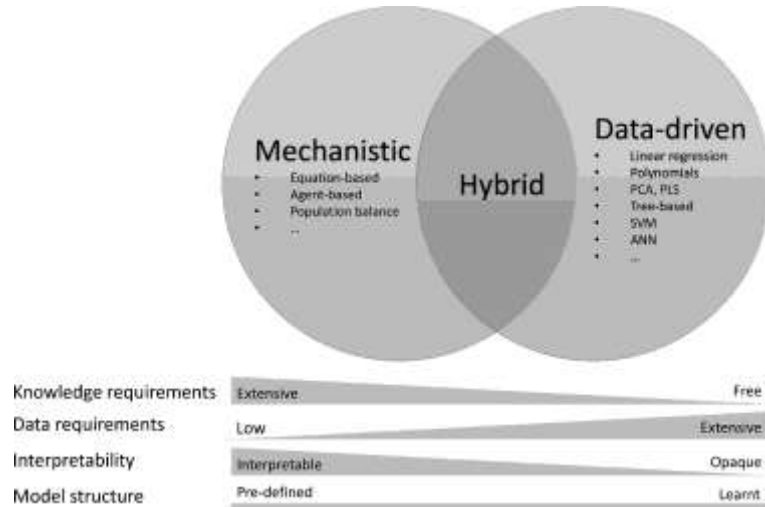 Mechanistic
• Equation-based
• Agent-based
• Population balance
• ...
Hybrid
Data-driven
• Linear regression
• Polynomials
• PCA, PLS
• Tree-based
• SVM
• ANN
• ...
Knowledge requirements Extensive Free
Data requirements Low Extensive
Interpretability Interpretable Opaque
Model structure Pre-defined Learnt